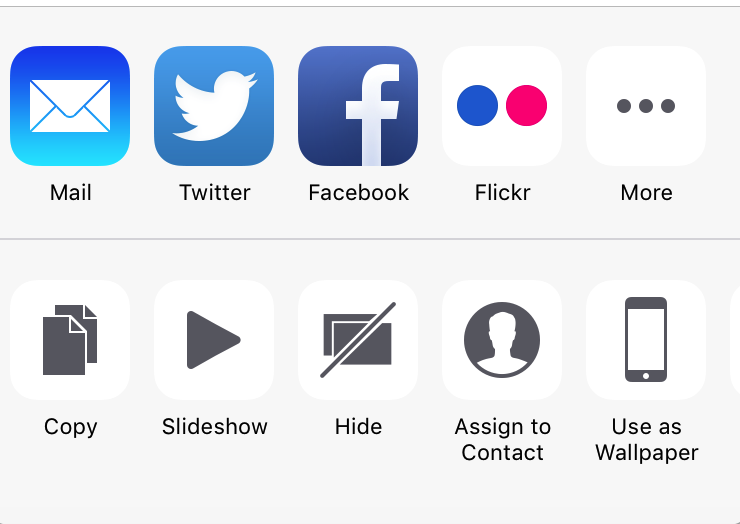 Mail
Twitter
Facebook
Flickr
More
Copy
Slideshow
Hide
Assign to
Contact
Use as
Wallpaper